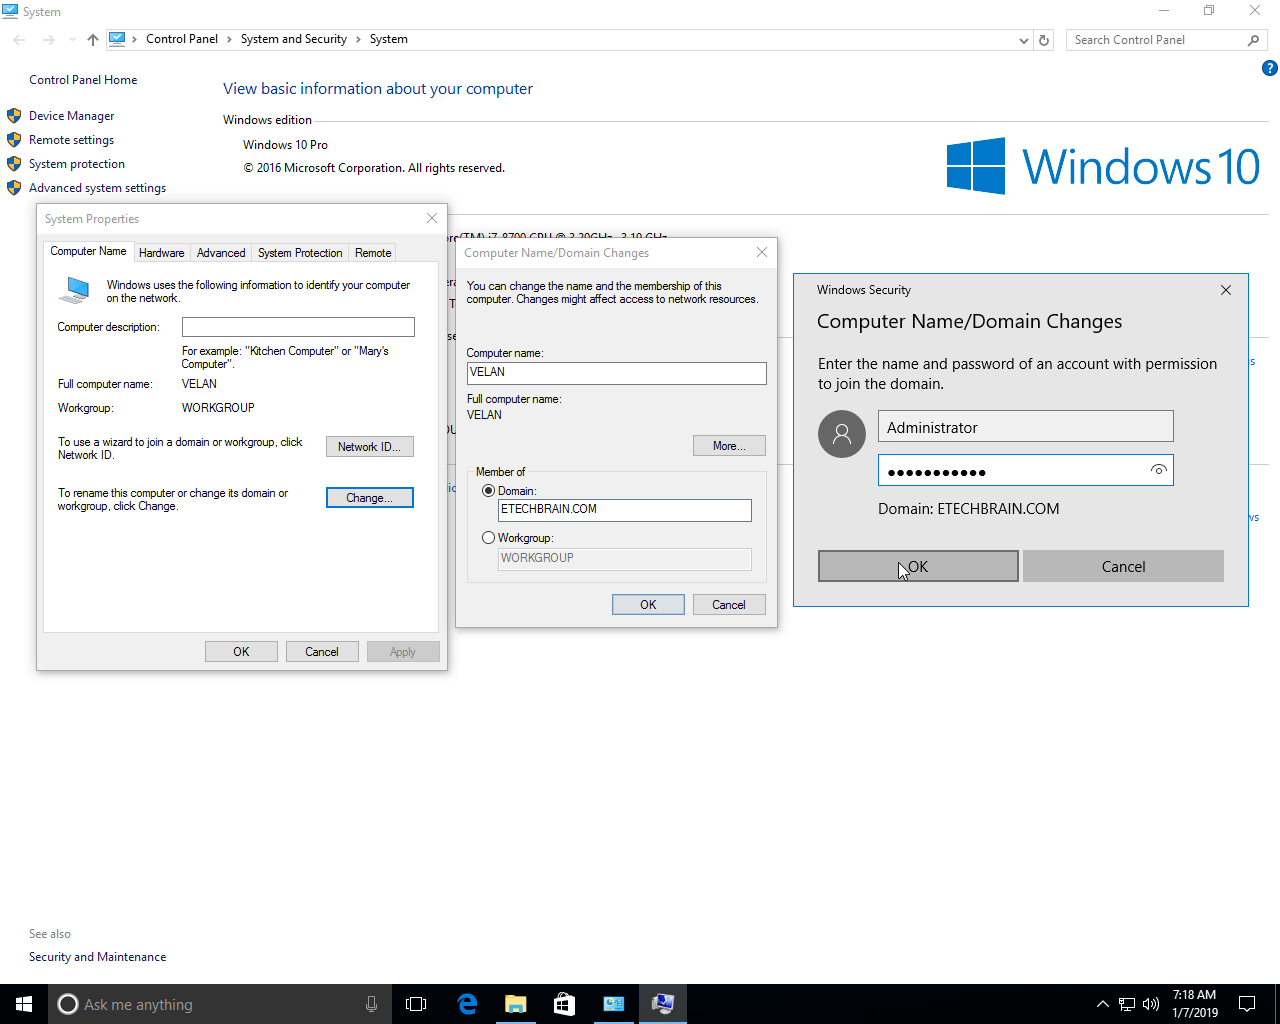 System
Control Panel
System and Security
System
Search Control Panel
?
Control Panel Home
Device Manager
Remote settings
System protection
Advanced system settings
View basic information about your computer
Windows edition
Windows 10 Pro
© 2016 Microsoft Corporation. All rights reserved.
Windows 10
i7-8700 CPU @ 3.20GHz 3.19 GHz
System Properties
Computer Name
Hardware
Advanced
System Protection
Remote
Windows uses the following information to identify your computer
on the network.
Computer description:
For example: "Kitchen Computer" or "Mary's
Computer".
Full computer name:
VELAN
Workgroup:
WORKGROUP
To use a wizard to join a domain or workgroup, click
Network ID.
Network ID...
To rename this computer or change its domain or
workgroup, click Change.
Change...
OK
Cancel
Apply
Computer Name/Domain Changes
You can change the name and the membership of this
computer. Changes might affect access to network resources.
Computer name:
VELAN
Full computer name:
VELAN
More...
Member of
Domain:
ETECHBRAIN.COM
Workgroup:
WORKGROUP
OK
Cancel
Windows Security
Computer Name/Domain Changes
Enter the name and password of an account with permission
to join the domain.
Administrator
●●●●●●●●●●●
Domain: ETECHBRAIN.COM
OK
Cancel
See also
Security and Maintenance
Ask me anything
7:18 AM
1/7/2019